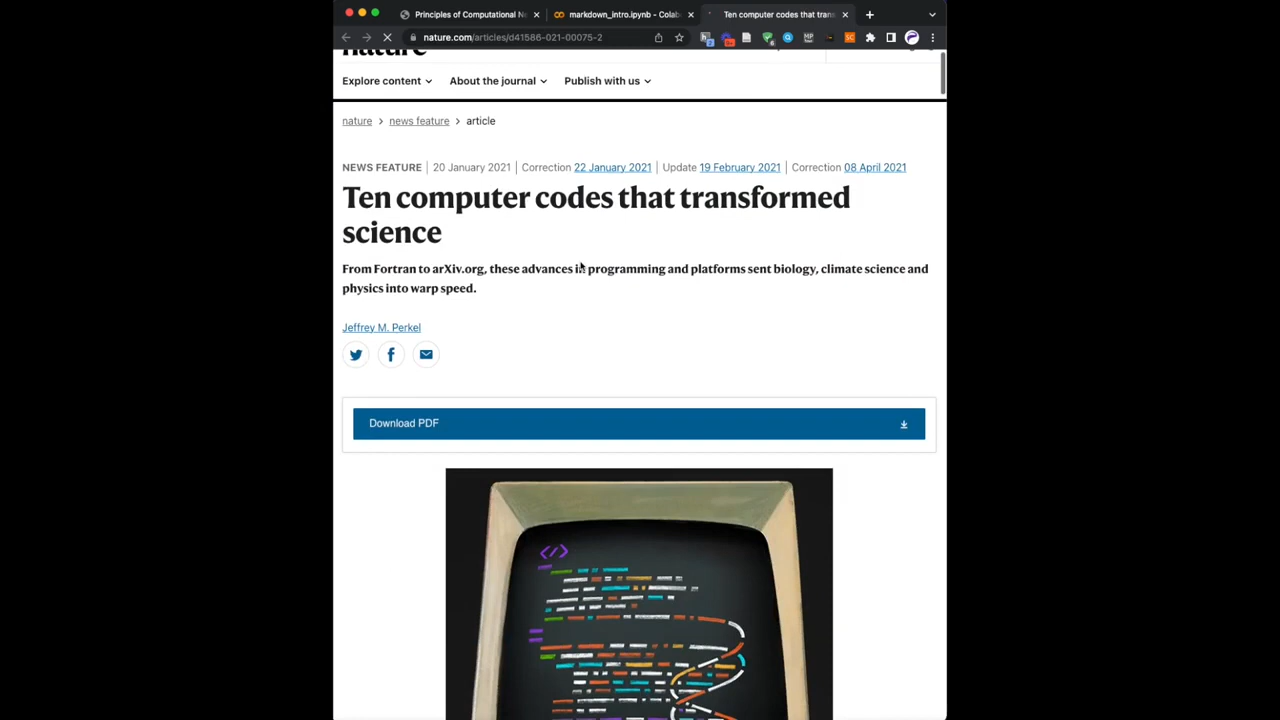 Principles of Computational Ne
markdown_intro.ipynb - Colab
Ten computer codes that trans
nature.com/articles/d41586-021-00075-2
nature
Explore content
About the journal
Publish with us
nature > news feature > article
NEWS FEATURE | 20 January 2021 | Correction 22 January 2021 | Update 19 February 2021 | Correction 08 April 2021
Ten computer codes that transformed
science
From Fortran to arXiv.org, these advances in programming and platforms sent biology, climate science and
physics into warp speed.
Jeffrey M. Perkel
Download PDF
</>